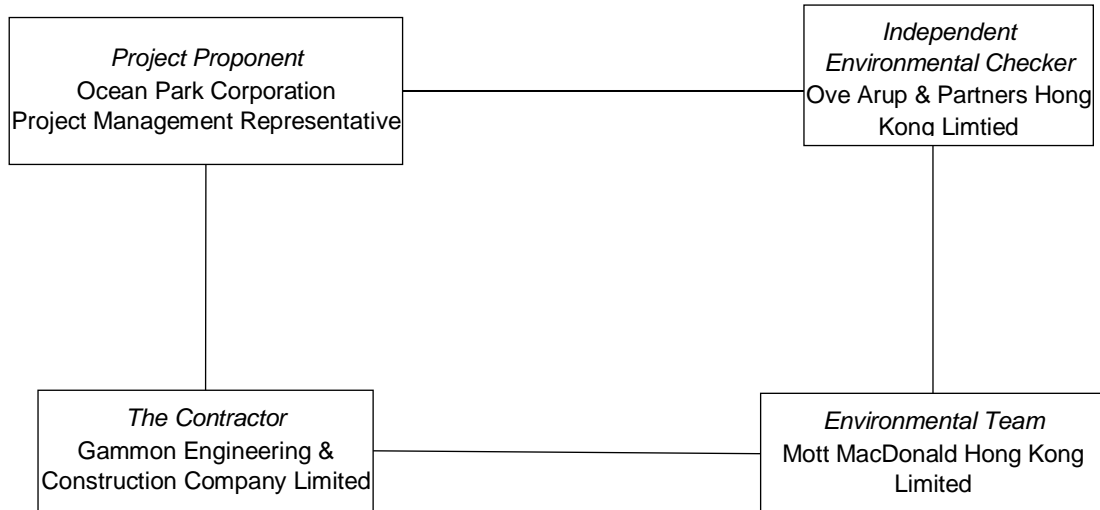 Project Proponent
Ocean Park Corporation
Project Management Representative
Independent
Environmental Checker
Ove Arup & Partners Hong
Kong Limtied
The Contractor
Gammon Engineering &
Construction Company Limited
Environmental Team
Mott MacDonald Hong Kong
Limited